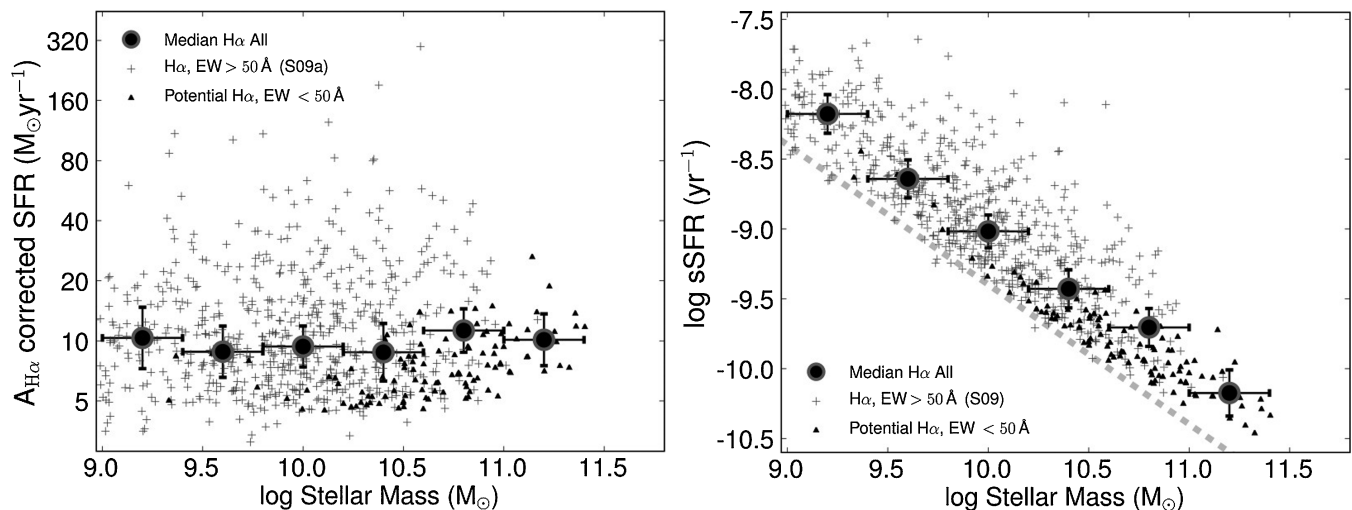 A_Hα corrected SFR (M⊙yr⁻¹)
320
160
80
40
20
10
5
Median Hα All
Hα, EW > 50 Å (S09a)
Potential Hα, EW < 50 Å
9.0 9.5 10.0 10.5 11.0 11.5
log Stellar Mass (M⊙)
log sSFR (yr⁻¹)
-7.5
-8.0
-8.5
-9.0
-9.5
-10.0
-10.5
Median Hα All
Hα, EW > 50 Å (S09)
Potential Hα, EW < 50 Å
9.0 9.5 10.0 10.5 11.0 11.5
log Stellar Mass (M⊙)